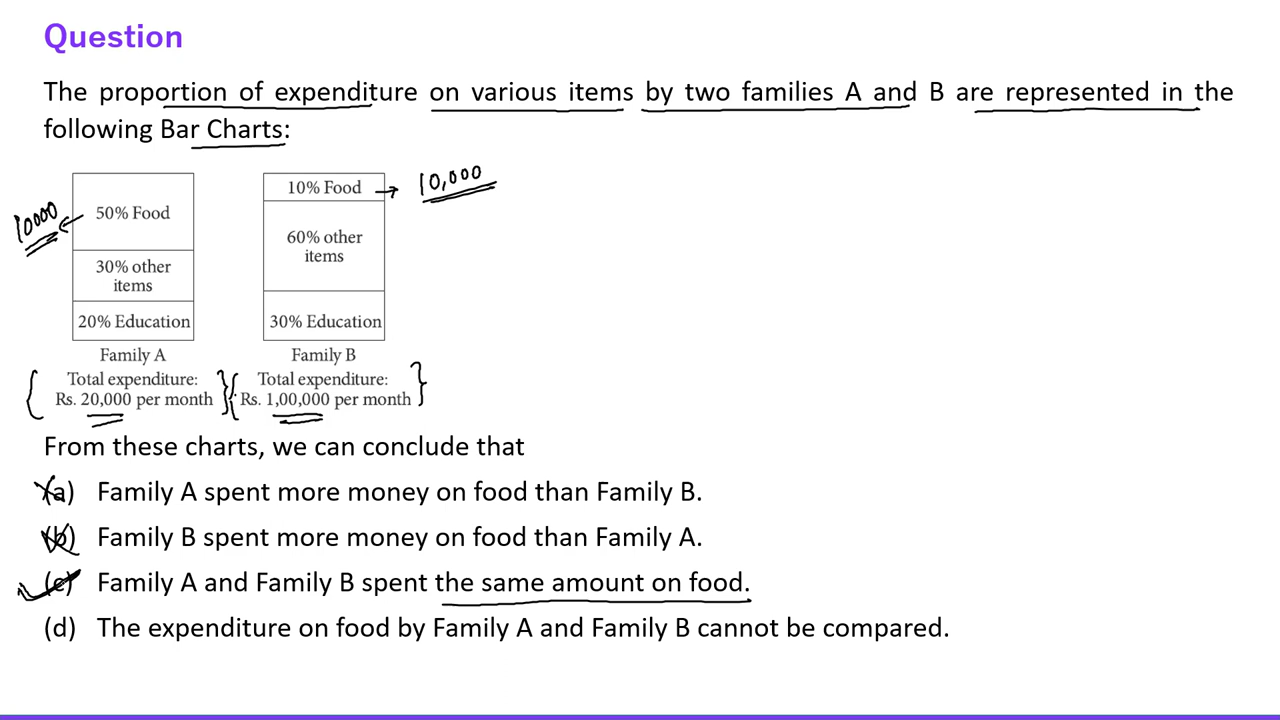 Question
The proportion of expenditure on various items by two families A and B are represented in the
following Bar Charts:
10% Food
10,000
10000
50% Food
60% other
items
30% other
items
20% Education
30% Education
Family A
Family B
Total expenditure:
Total expenditure:
Rs. 20,000 per month
Rs. 1,00,000 per month
From these charts, we can conclude that
(a) Family A spent more money on food than Family B.
(b) Family B spent more money on food than Family A.
(c) Family A and Family B spent the same amount on food.
(d) The expenditure on food by Family A and Family B cannot be compared.